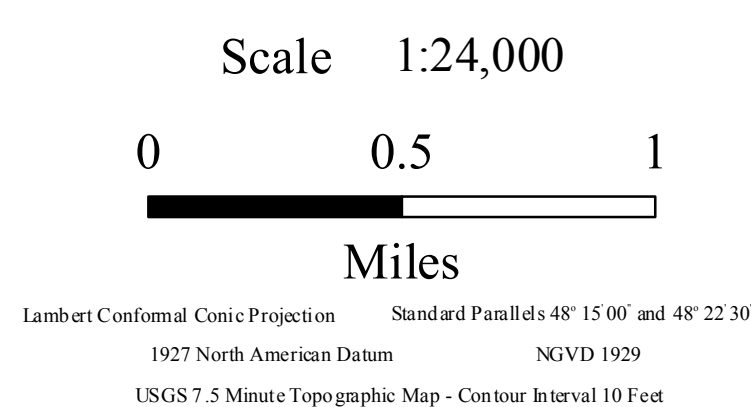 Scale 1:24,000
0 0.5 1
Miles
Lambert Conformal Conic Projection Standard Parallels 48° 15' 00" and 48° 22' 30"
1927 North American Datum NGVD 1929
USGS 7.5 Minute Topographic Map - Contour Interval 10 Feet